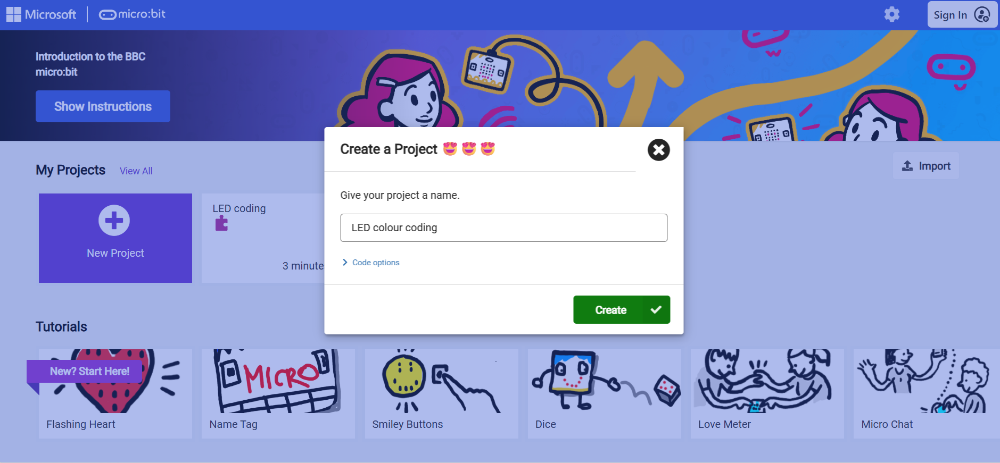 Microsoft
micro:bit
Sign In
Introduction to the BBC
micro:bit
Show Instructions
Create a Project 😍 😍 😍
My Projects
View All
Import
Give your project a name.
New Project
LED coding
3 minute
LED colour coding
Code options
Create
Tutorials
New? Start Here!
MICRO
Flashing Heart
Name Tag
Smiley Buttons
Dice
Love Meter
Micro Chat